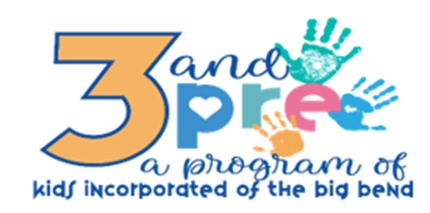 3 and
pre
a program of
kids incorporated of the big bend